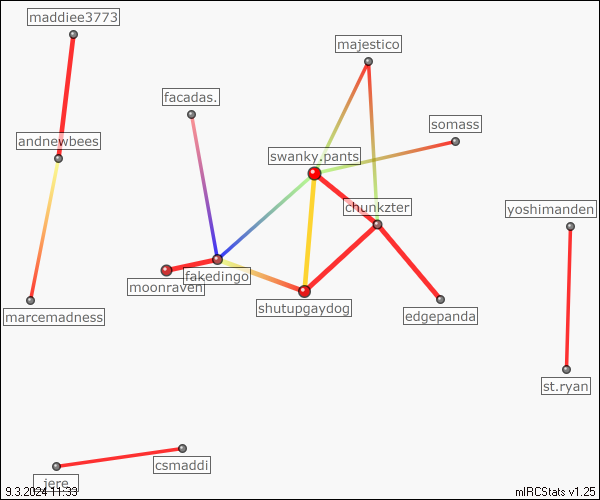 maddiee3773
majestico
facadas.
somass
andnewbees
swanky.pants
chunkzter
yoshimanden
fakedingo
moonraven
shutupgaydog
marcemadness
edgepanda
st.ryan
csmaddi
jere_
9.3.2024 11:33
mIRCStats v1.25